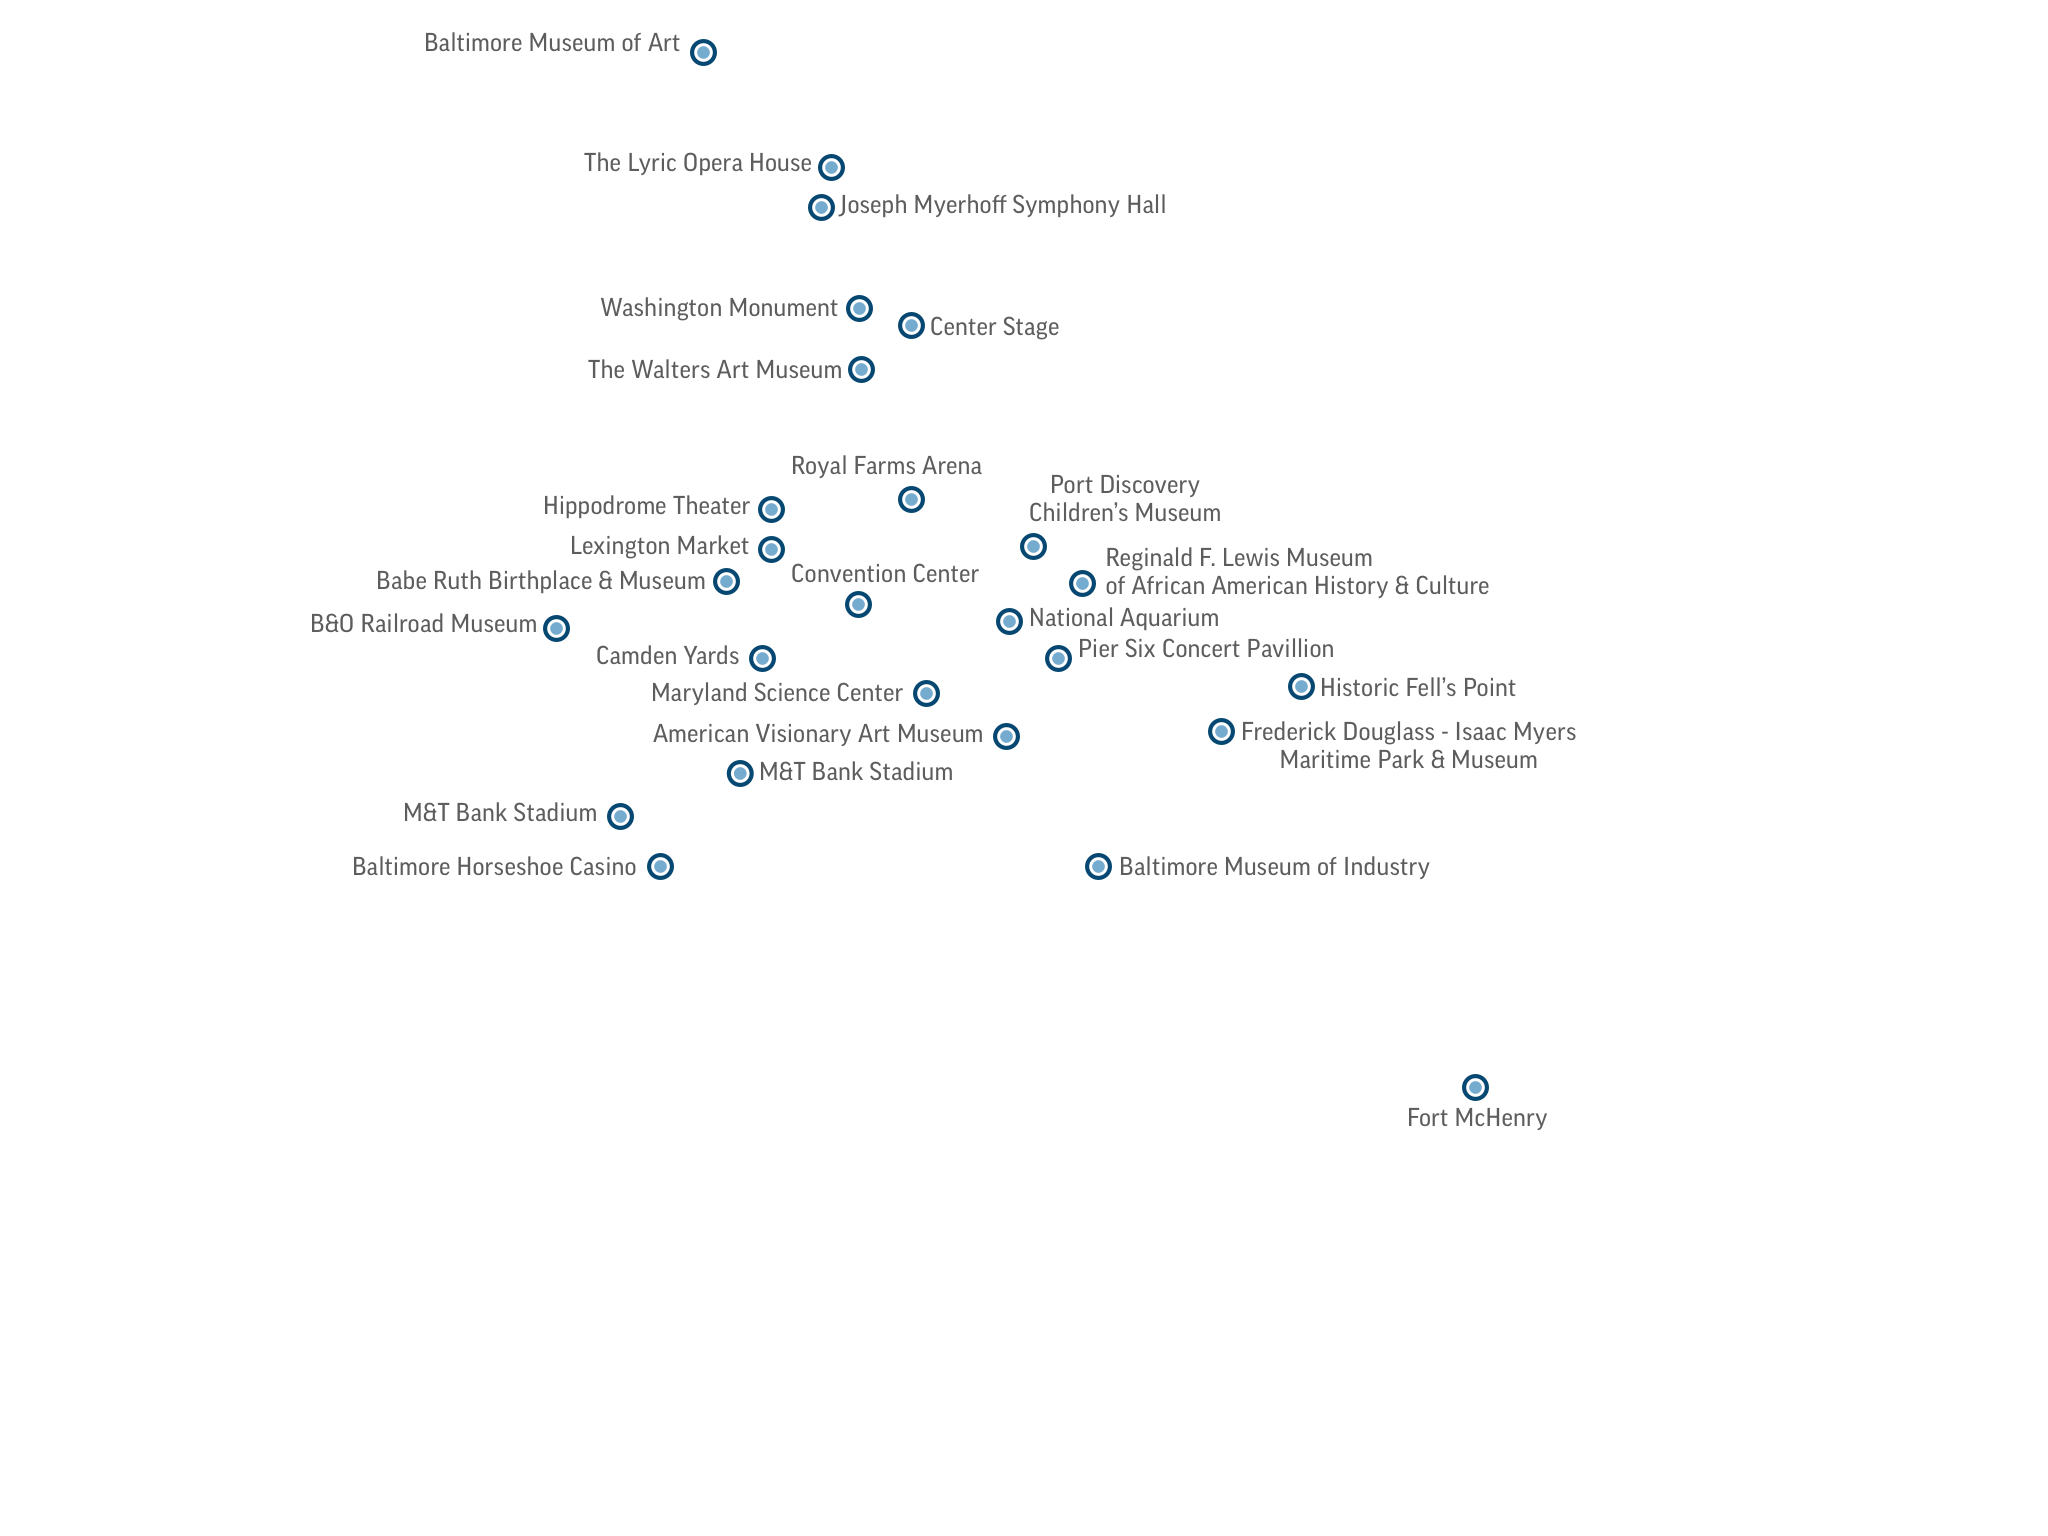 Baltimore Museum of Art
The Lyric Opera House
Joseph Myerhoff Symphony Hall
Washington Monument
Center Stage
The Walters Art Museum
Royal Farms Arena
Port Discovery
Children’s Museum
Hippodrome Theater
Lexington Market
Reginald F. Lewis Museum
of African American History & Culture
Convention Center
Babe Ruth Birthplace & Museum
National Aquarium
B&O Railroad Museum
Pier Six Concert Pavillion
Camden Yards
Historic Fell’s Point
Maryland Science Center
Frederick Douglass - Isaac Myers
Maritime Park & Museum
American Visionary Art Museum
M&T Bank Stadium
M&T Bank Stadium
Baltimore Horseshoe Casino
Baltimore Museum of Industry
Fort McHenry